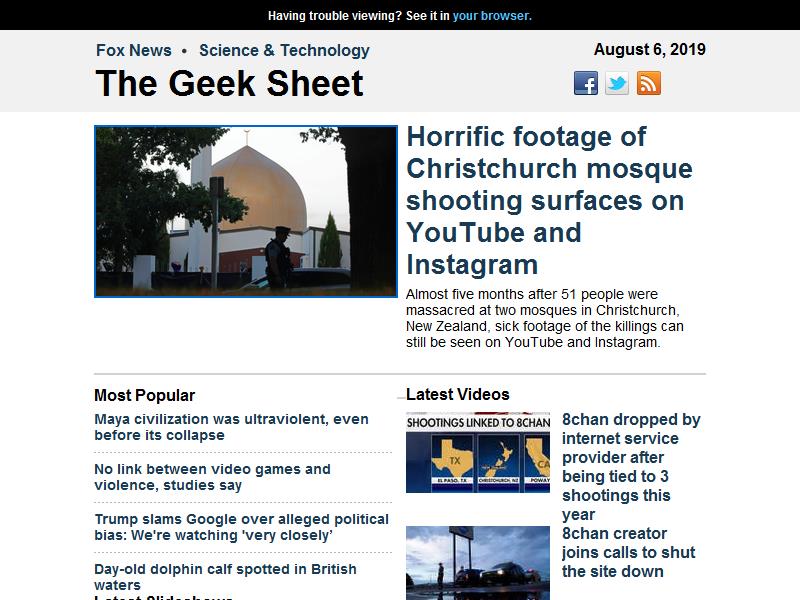 Having trouble viewing? See it in your browser.
Fox News • Science & Technology
August 6, 2019
The Geek Sheet
Horrific footage of
Christchurch mosque
shooting surfaces on
YouTube and
Instagram
Almost five months after 51 people were
massacred at two mosques in Christchurch,
New Zealand, sick footage of the killings can
still be seen on YouTube and Instagram.
Most Popular
Maya civilization was ultraviolent, even
before its collapse
No link between video games and
violence, studies say
Trump slams Google over alleged political
bias: We're watching 'very closely’
Day-old dolphin calf spotted in British
waters
Latest Slideshows
Latest Videos
SHOOTINGS LINKED TO 8CHAN
TX
CA
EL PASO, TX
CHRISTCHURCH, NZ
POWAY
8chan dropped by
internet service
provider after
being tied to 3
shootings this
year
8chan creator
joins calls to shut
the site down